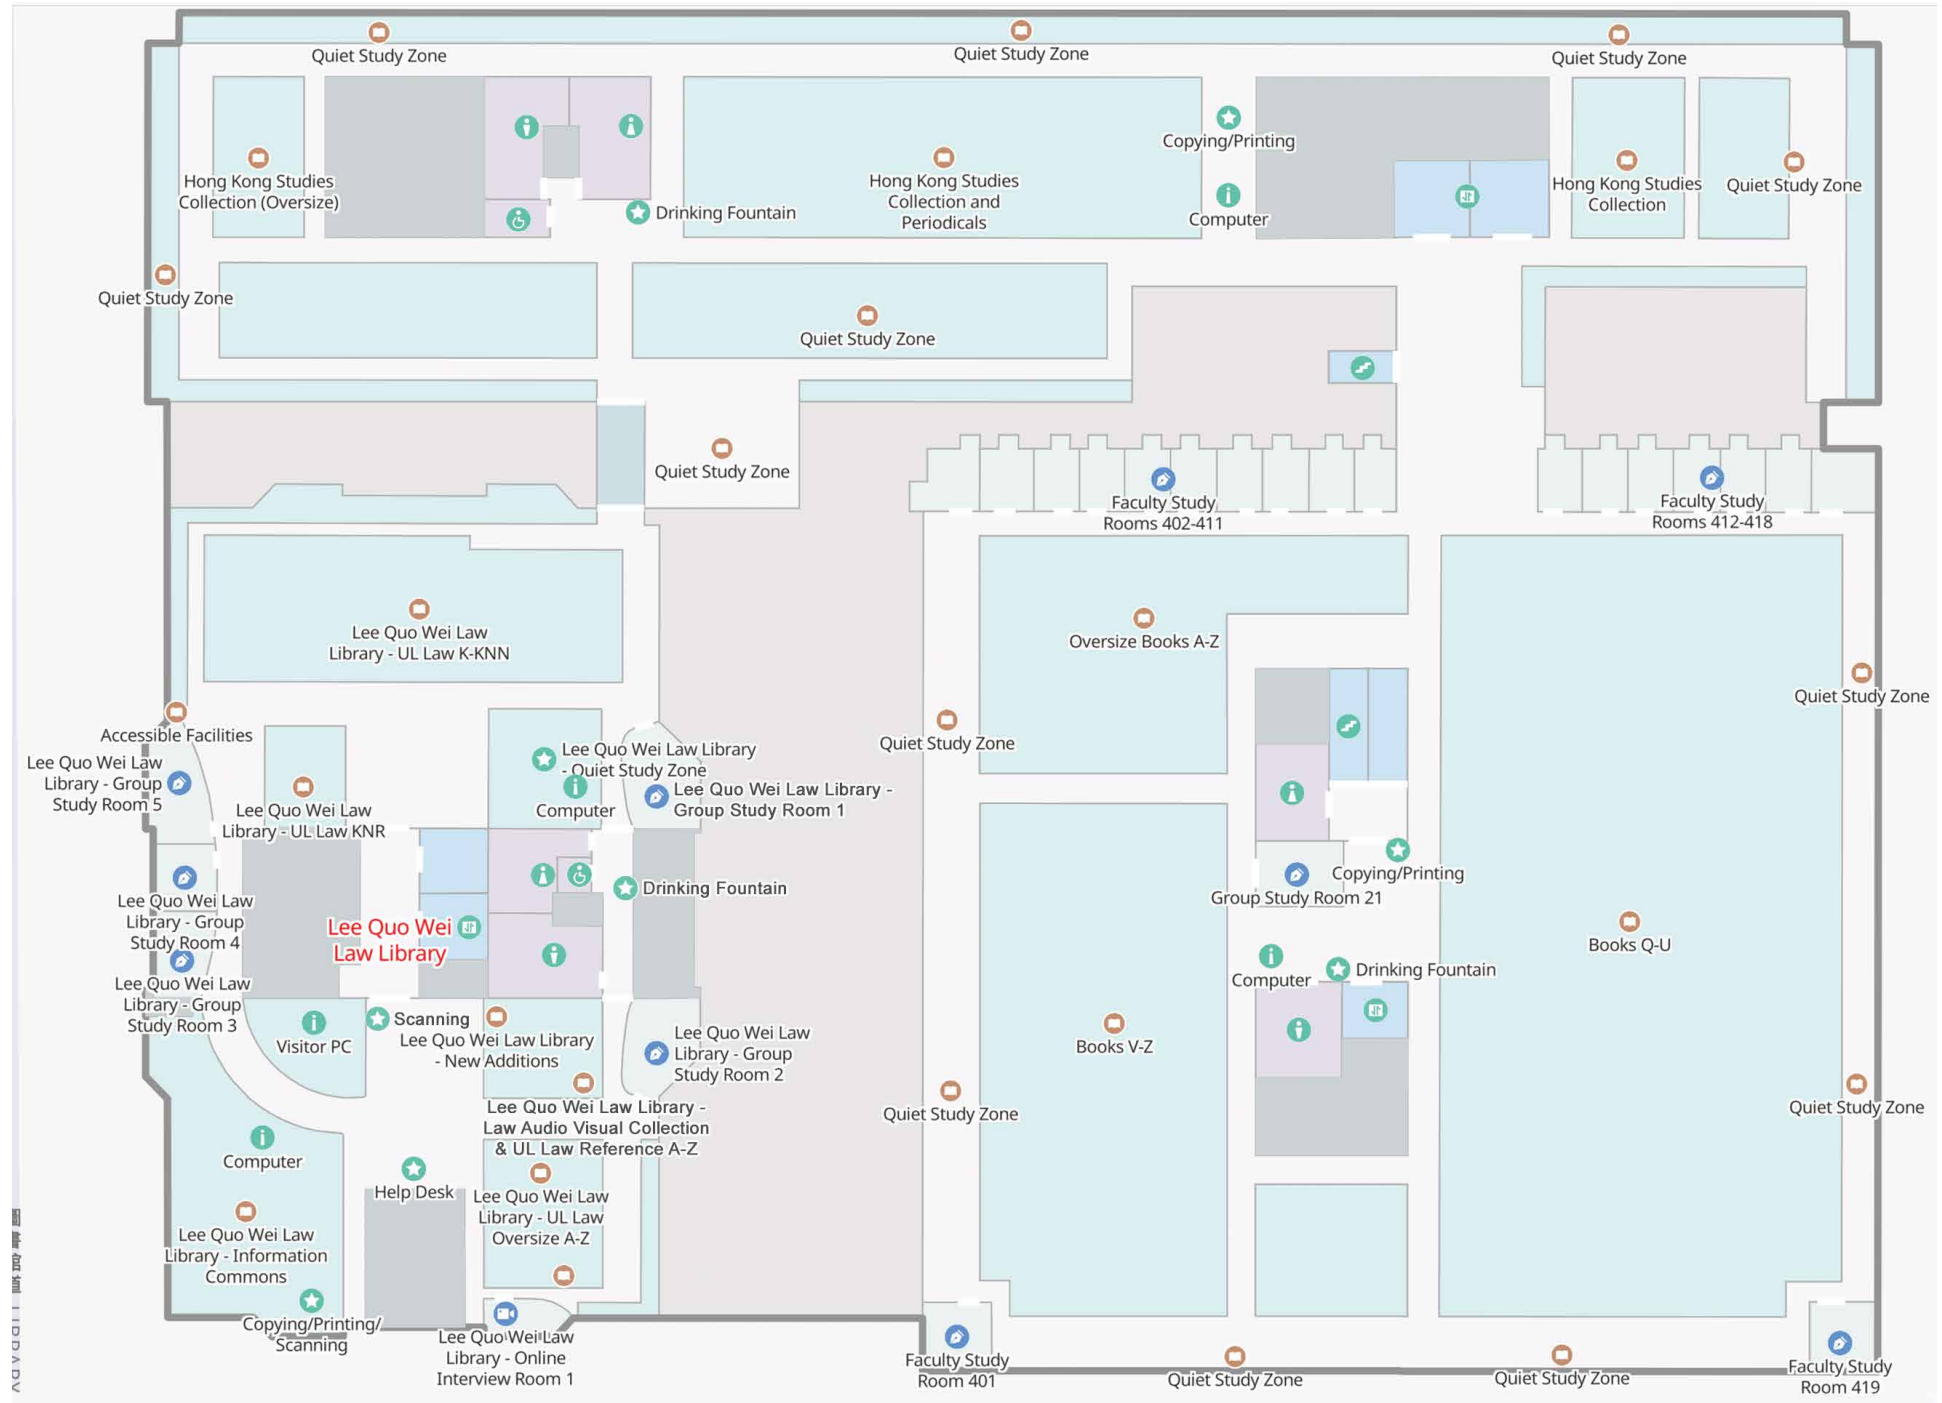 Quiet Study Zone
Quiet Study Zone
Quiet Study Zone
Copying/Printing
Hong Kong Studies
Collection (Oversize)
Hong Kong Studies
Collection and
Periodicals
Hong Kong Studies
Collection
Quiet Study Zone
Drinking Fountain
Computer
Quiet Study Zone
Quiet Study Zone
Quiet Study Zone
Faculty Study
Rooms 402-411
Faculty Study
Rooms 412-418
Lee Quo Wei Law
Library - UL Law K-KNN
Oversize Books A-Z
Quiet Study Zone
Accessible Facilities
Quiet Study Zone
Lee Quo Wei Law
Library - Group
Study Room 5
Lee Quo Wei Law Library
- Quiet Study Zone
Computer
Lee Quo Wei Law Library -
Group Study Room 1
Lee Quo Wei Law
Library - UL Law KNR
Copying/Printing
Group Study Room 21
Drinking Fountain
Lee Quo Wei Law
Library - Group
Study Room 4
Lee Quo Wei
Law Library
Books Q-U
Computer
Drinking Fountain
Lee Quo Wei Law
Library - Group
Study Room 3
Visitor PC
Scanning
Lee Quo Wei Law Library
- New Additions
Lee Quo Wei Law
Library - Group
Study Room 2
Books V-Z
Quiet Study Zone
Quiet Study Zone
Lee Quo Wei Law Library -
Law Audio Visual Collection
& UL Law Reference A-Z
Computer
Help Desk
Lee Quo Wei Law
Library - UL Law
Oversize A-Z
Lee Quo Wei Law
Library - Information
Commons
Copying/Printing/
Scanning
Lee Quo Wei Law
Library - Online
Interview Room 1
Faculty Study
Room 401
Quiet Study Zone
Quiet Study Zone
Faculty Study
Room 419